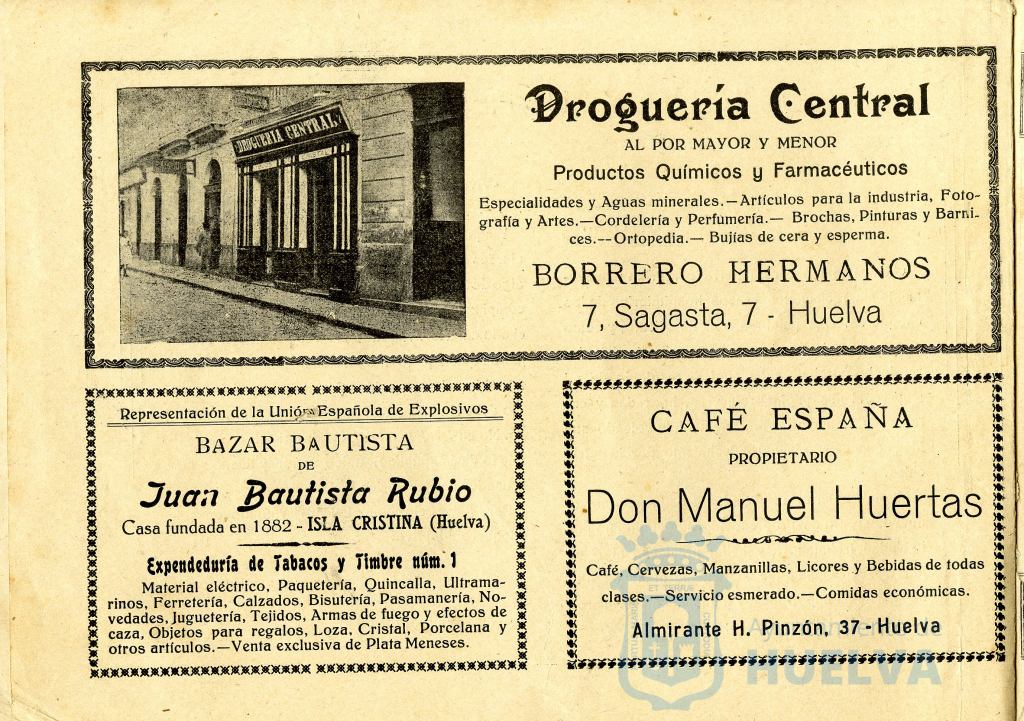 DROGUERIA CENTRAL
Droguería Central
AL POR MAYOR Y MENOR
Productos Químicos y Farmacéuticos
Especialidades y Aguas minerales.—Artículos para la industria, Foto-
grafía y Artes.—Cordelería y Perfumería.— Brochas, Pinturas y Barni-
ces.--Ortopedia.— Bujías de cera y esperma.
BORRERO HERMANOS
7, Sagasta, 7 - Huelva
Representación de la Unión Española de Explosivos
BAZAR BAUTISTA
DE
Juan Bautista Rubio
Casa fundada en 1882 - ISLA CRISTINA (Huelva)
Expendeduría de Tabacos y Timbre núm. 1
Material eléctrico, Paquetería, Quincalla, Ultrama-
rinos, Ferretería, Calzados, Bisutería, Pasamanería, No-
vedades, Juguetería, Tejidos, Armas de fuego y efectos de
caza, Objetos para regalos, Loza, Cristal, Porcelana y
otros artículos.—Venta exclusiva de Plata Meneses.
CAFÉ ESPAÑA
PROPIETARIO
Don Manuel Huertas
Café, Cervezas, Manzanillas, Licores y Bebidas de todas
clases.—Servicio esmerado.—Comidas económicas.
Almirante H. Pinzón, 37-Huelva
HUELVA